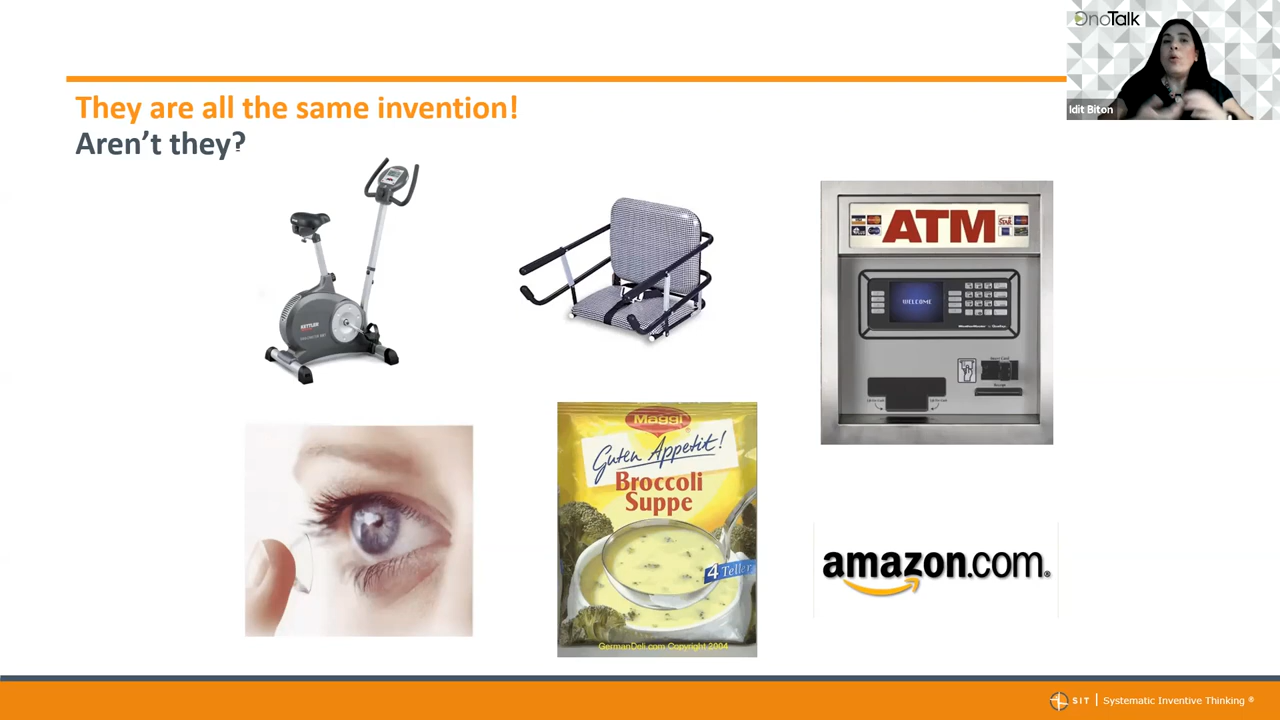 OnoTalk
Idit Biton
They are all the same invention!
Aren’t they?
KETTLER
ATM
WELCOME
Maggi
Guten Appetit!
Broccoli
Suppe
4 Teller
GermanDeli.com Copyright 2004
amazon.com®
SIT | Systematic Inventive Thinking ®